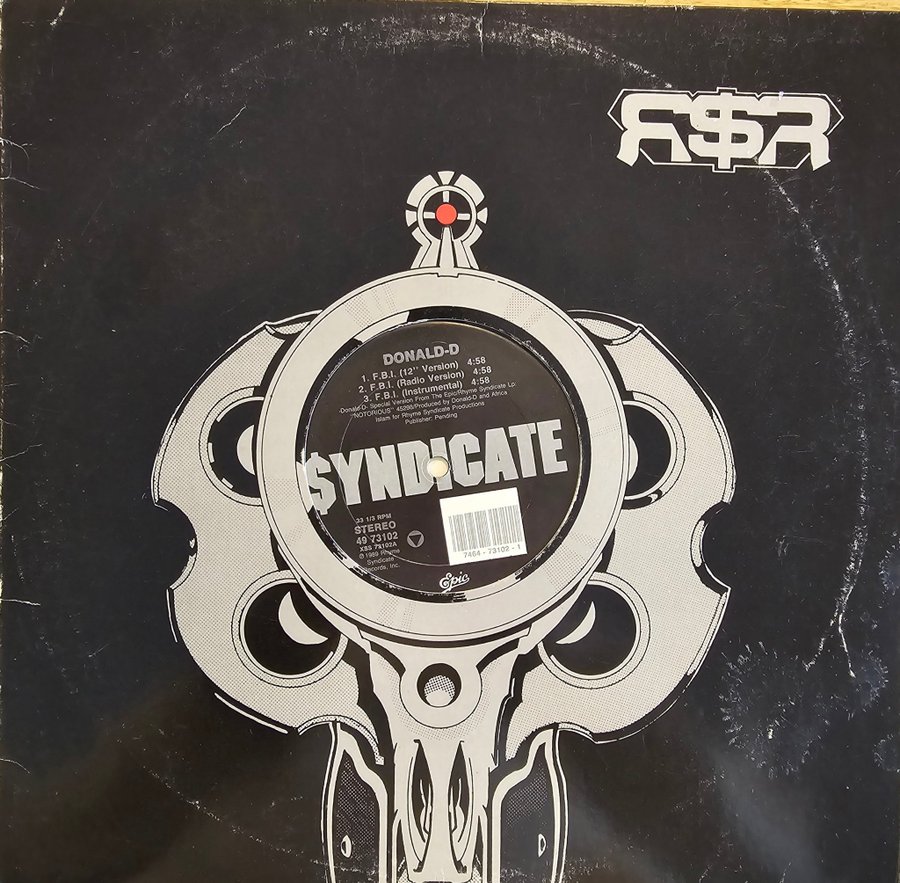 R$R
DONALD-D
1. F.B.I. (12'' Version) 4:58
2. F.B.I. (Radio Version) 4:58
3. F.B.I. (Instrumental) 4:58
-Donald-D- Special Version From The Epic/Rhyme Syndicate Lp:
"NOTORIOUS" 45298/Produced by Donald-D and Africa
Islam for Rhyme Syndicate Productions
Publisher: Pending
$YNDICATE
33 1/3 RPM
STEREO
49 73102
XSS 73102A
℗ 1989 Rhyme
Syndicate
Records, Inc.
7464-73102-1
Epic